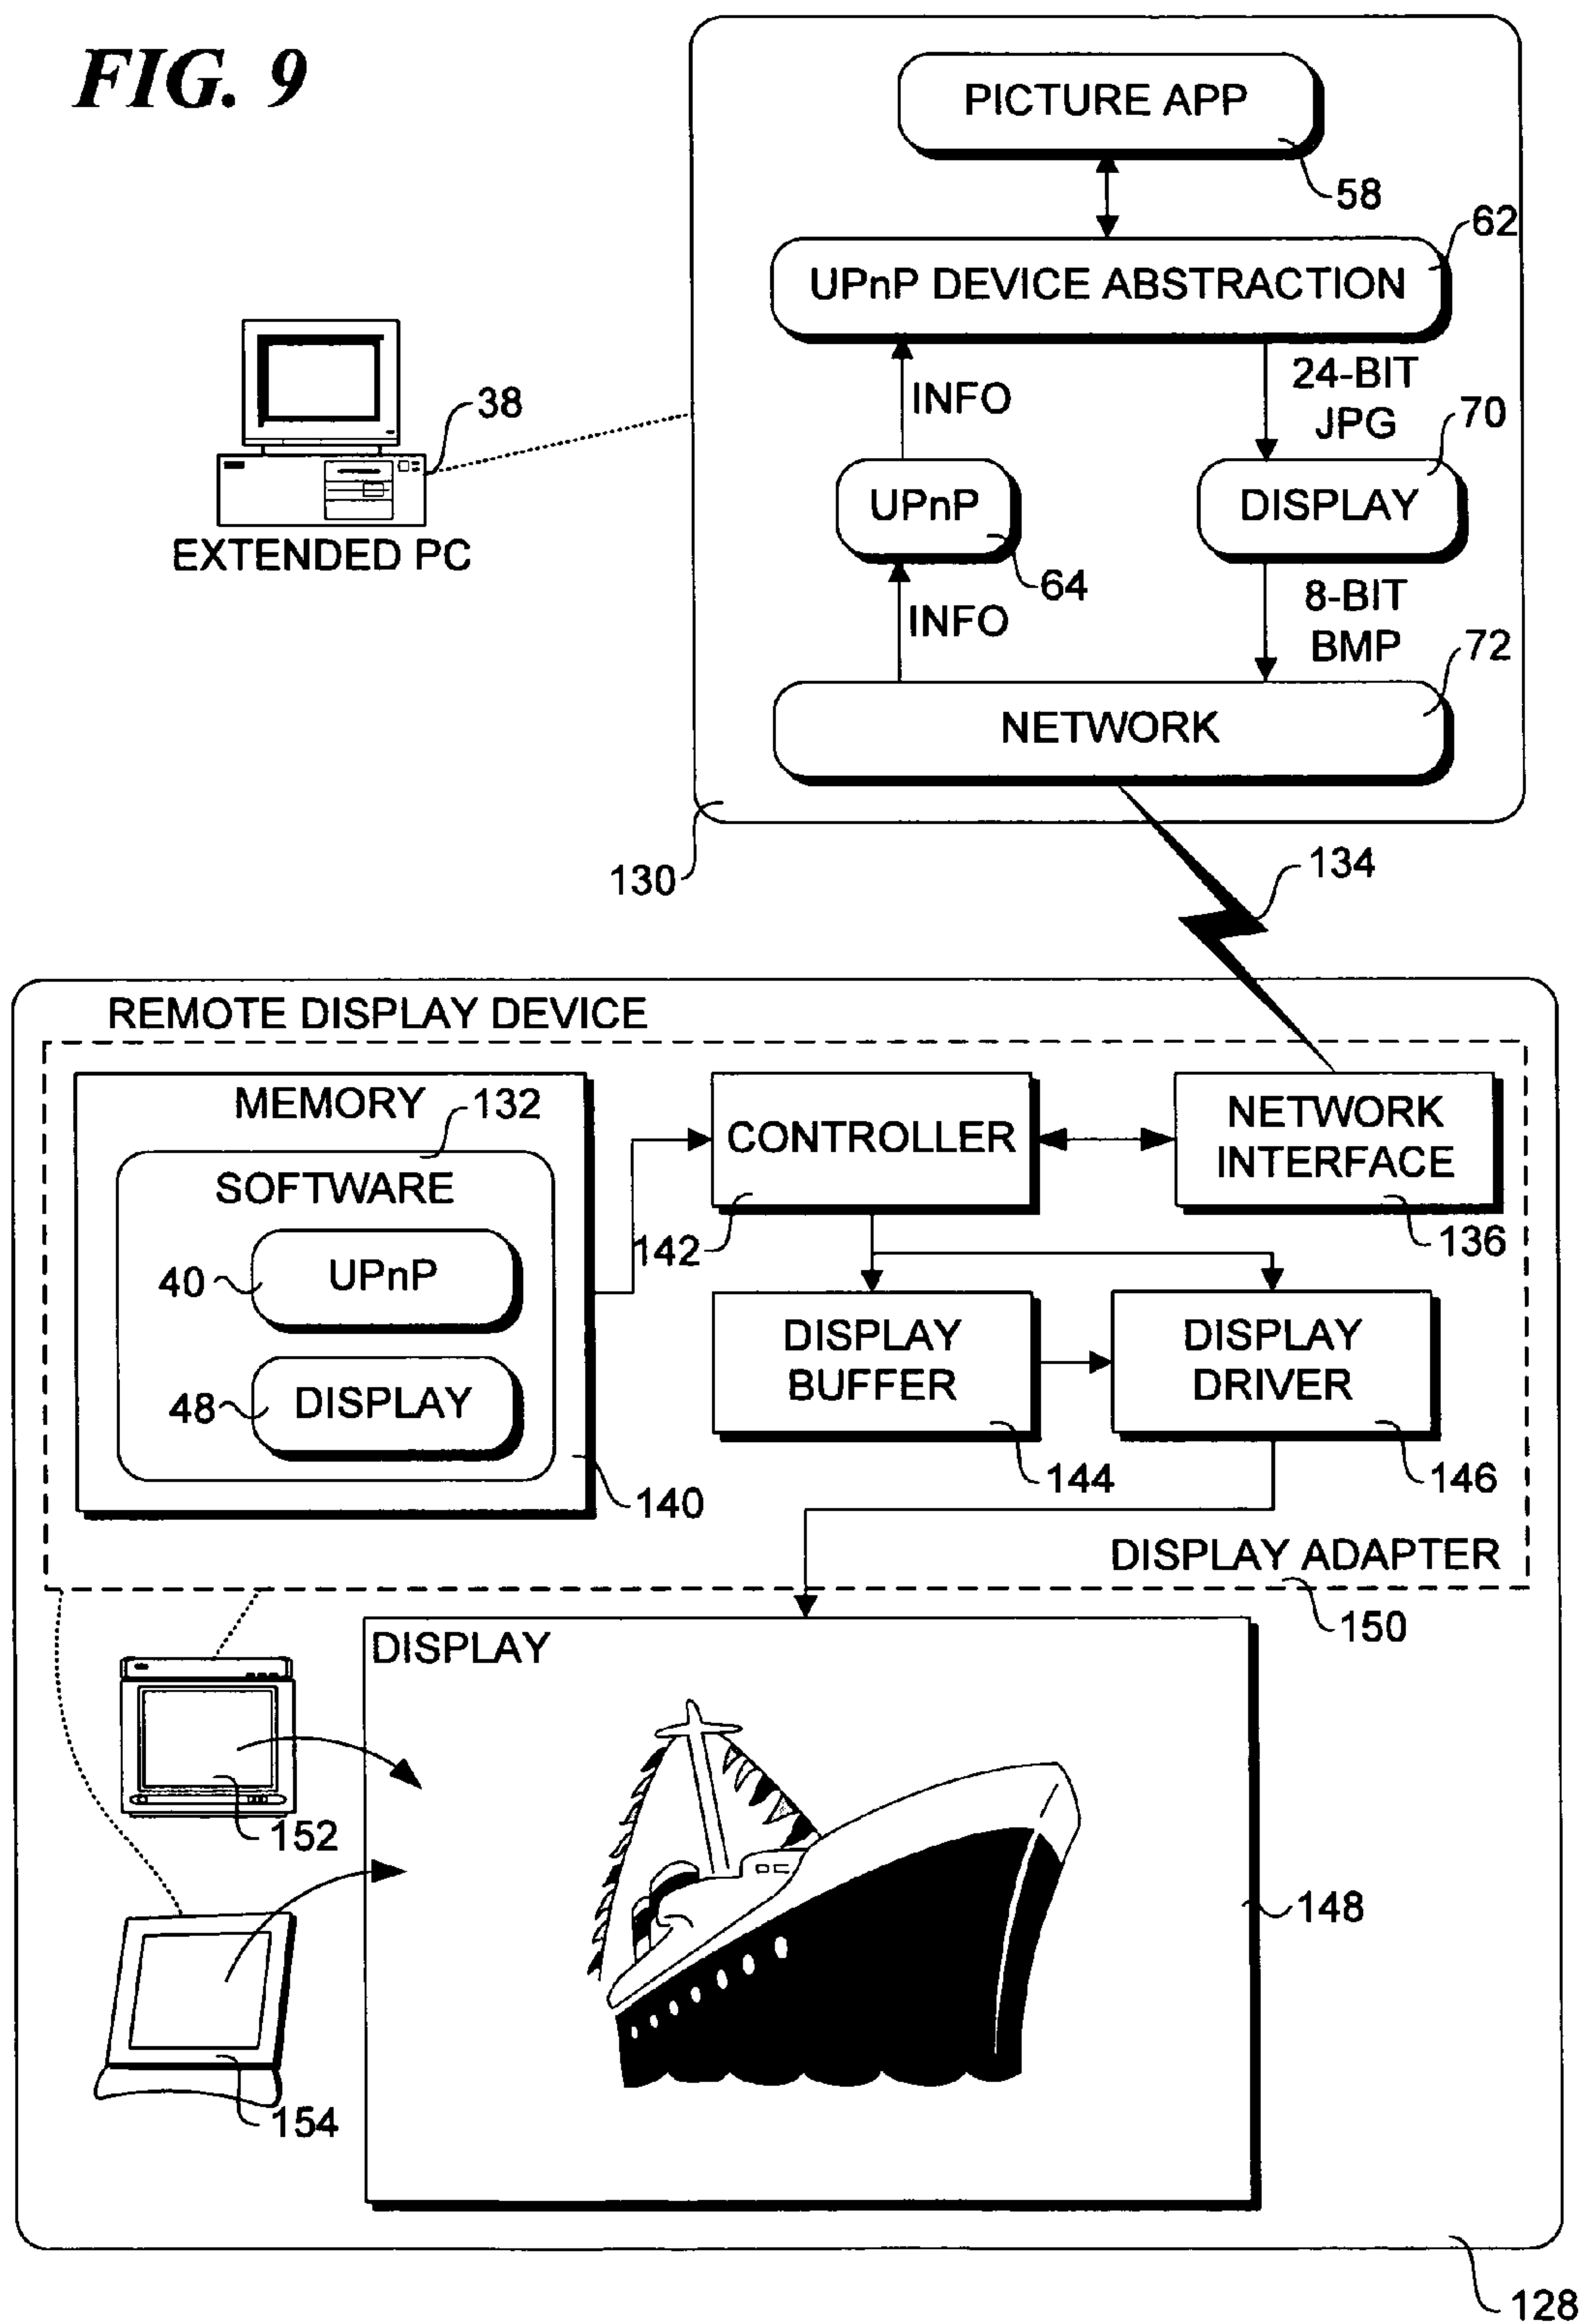 FIG. 9
PICTURE APP
58
62
UPnP DEVICE ABSTRACTION
INFO
24-BIT
JPG
38
70
UPnP
DISPLAY
EXTENDED PC
64
INFO
8-BIT
BMP
72
NETWORK
130
134
REMOTE DISPLAY DEVICE
MEMORY
132
SOFTWARE
40
UPnP
48
DISPLAY
140
CONTROLLER
142
NETWORK
INTERFACE
136
DISPLAY
BUFFER
144
DISPLAY
DRIVER
146
DISPLAY ADAPTER
150
DISPLAY
152
148
154
128